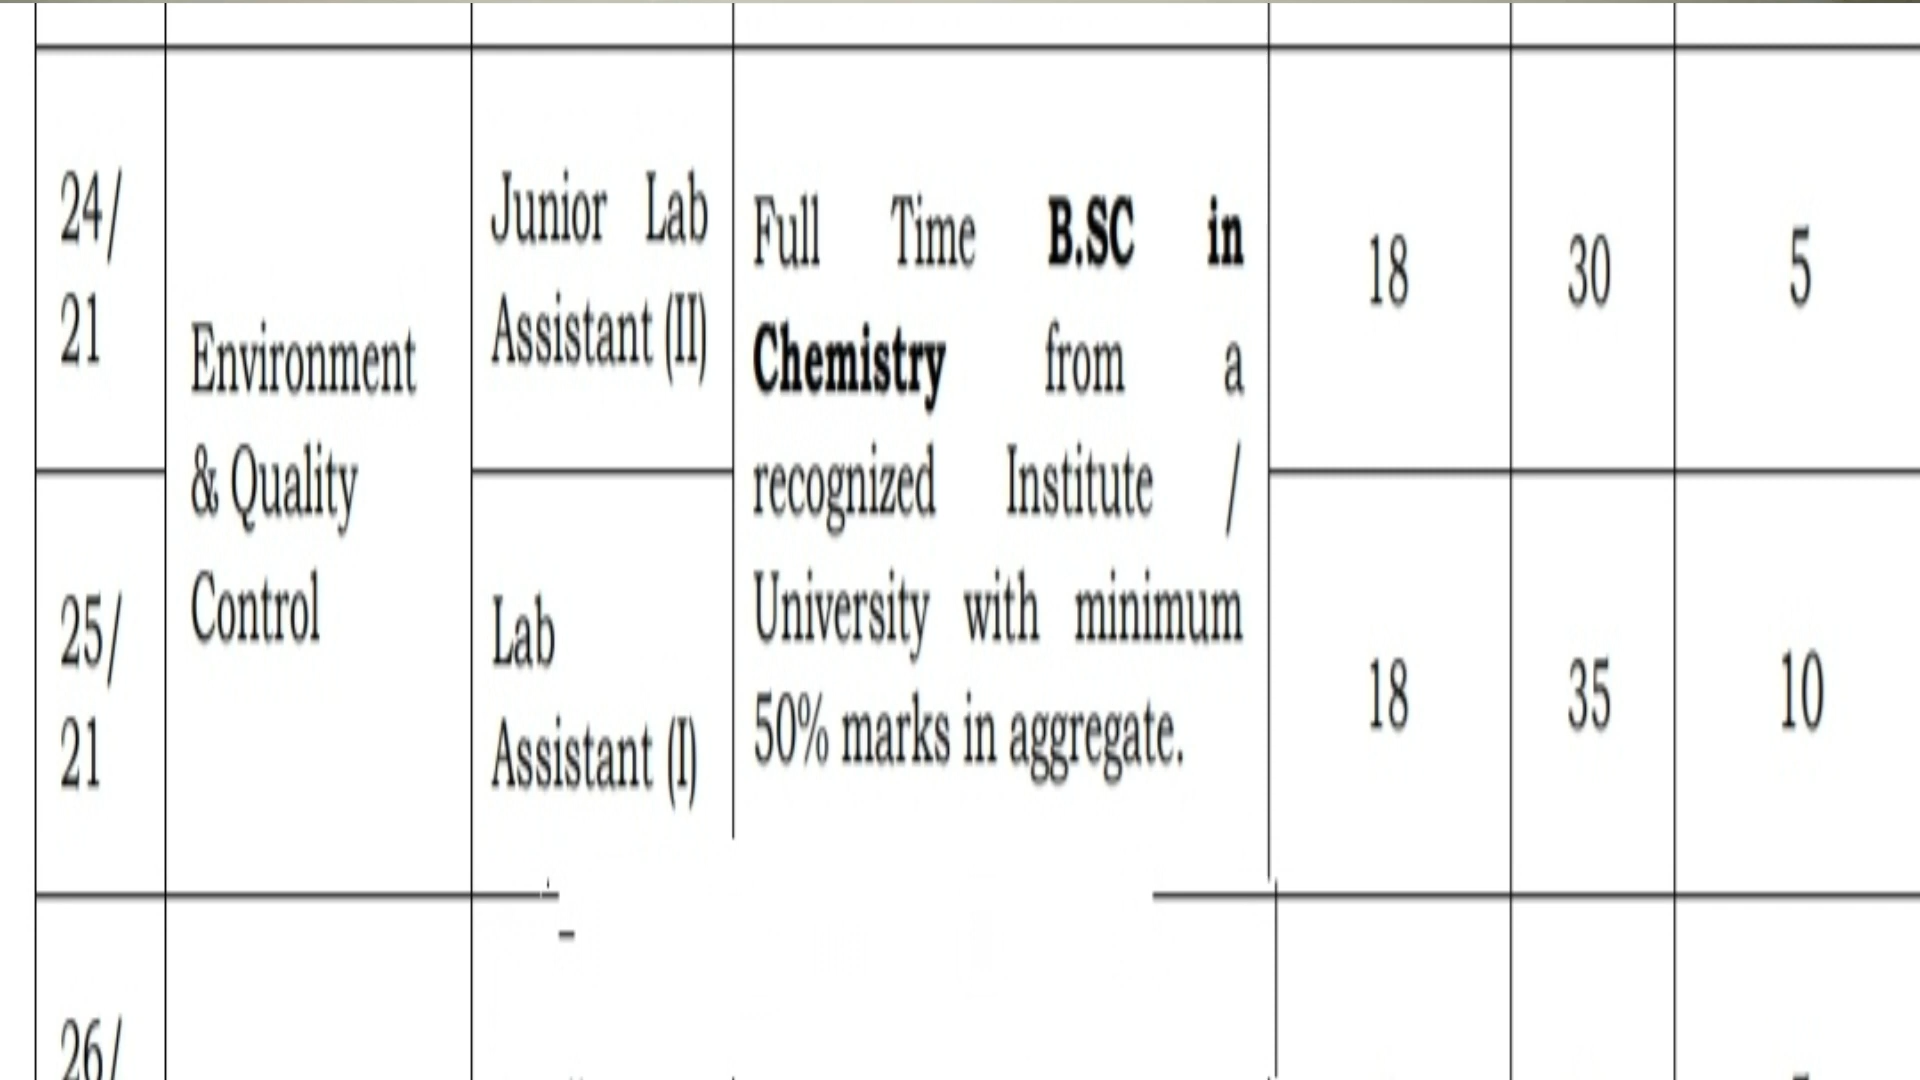 24/
21
Environment
& Quality
Control
Junior Lab
Assistant (II)
Full Time B.SC in
Chemistry from a
recognized Institute /
University with minimum
50% marks in aggregate.
18
30
5
25/
21
Lab
Assistant (I)
18
35
10
26/